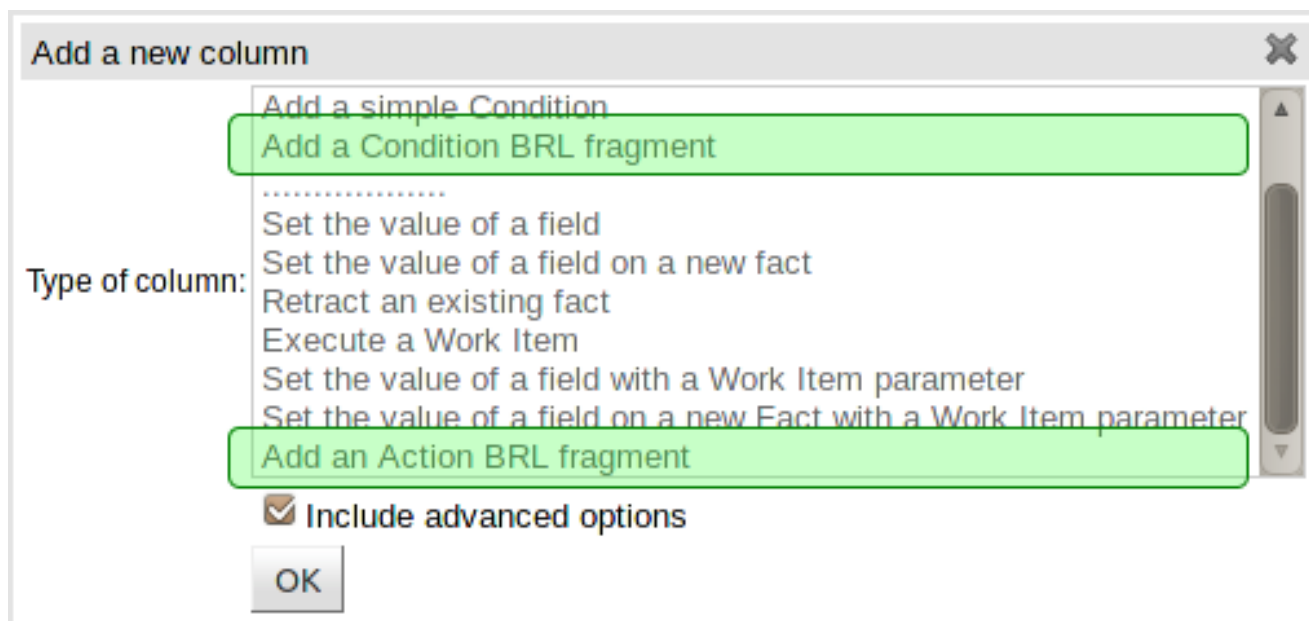 Add a new column
Add a simple Condition
Add a Condition BRL fragment
..................
Set the value of a field
Set the value of a field on a new fact
Type of column:
Retract an existing fact
Execute a Work Item
Set the value of a field with a Work Item parameter
Set the value of a field on a new Fact with a Work Item parameter
Add an Action BRL fragment
Include advanced options
OK